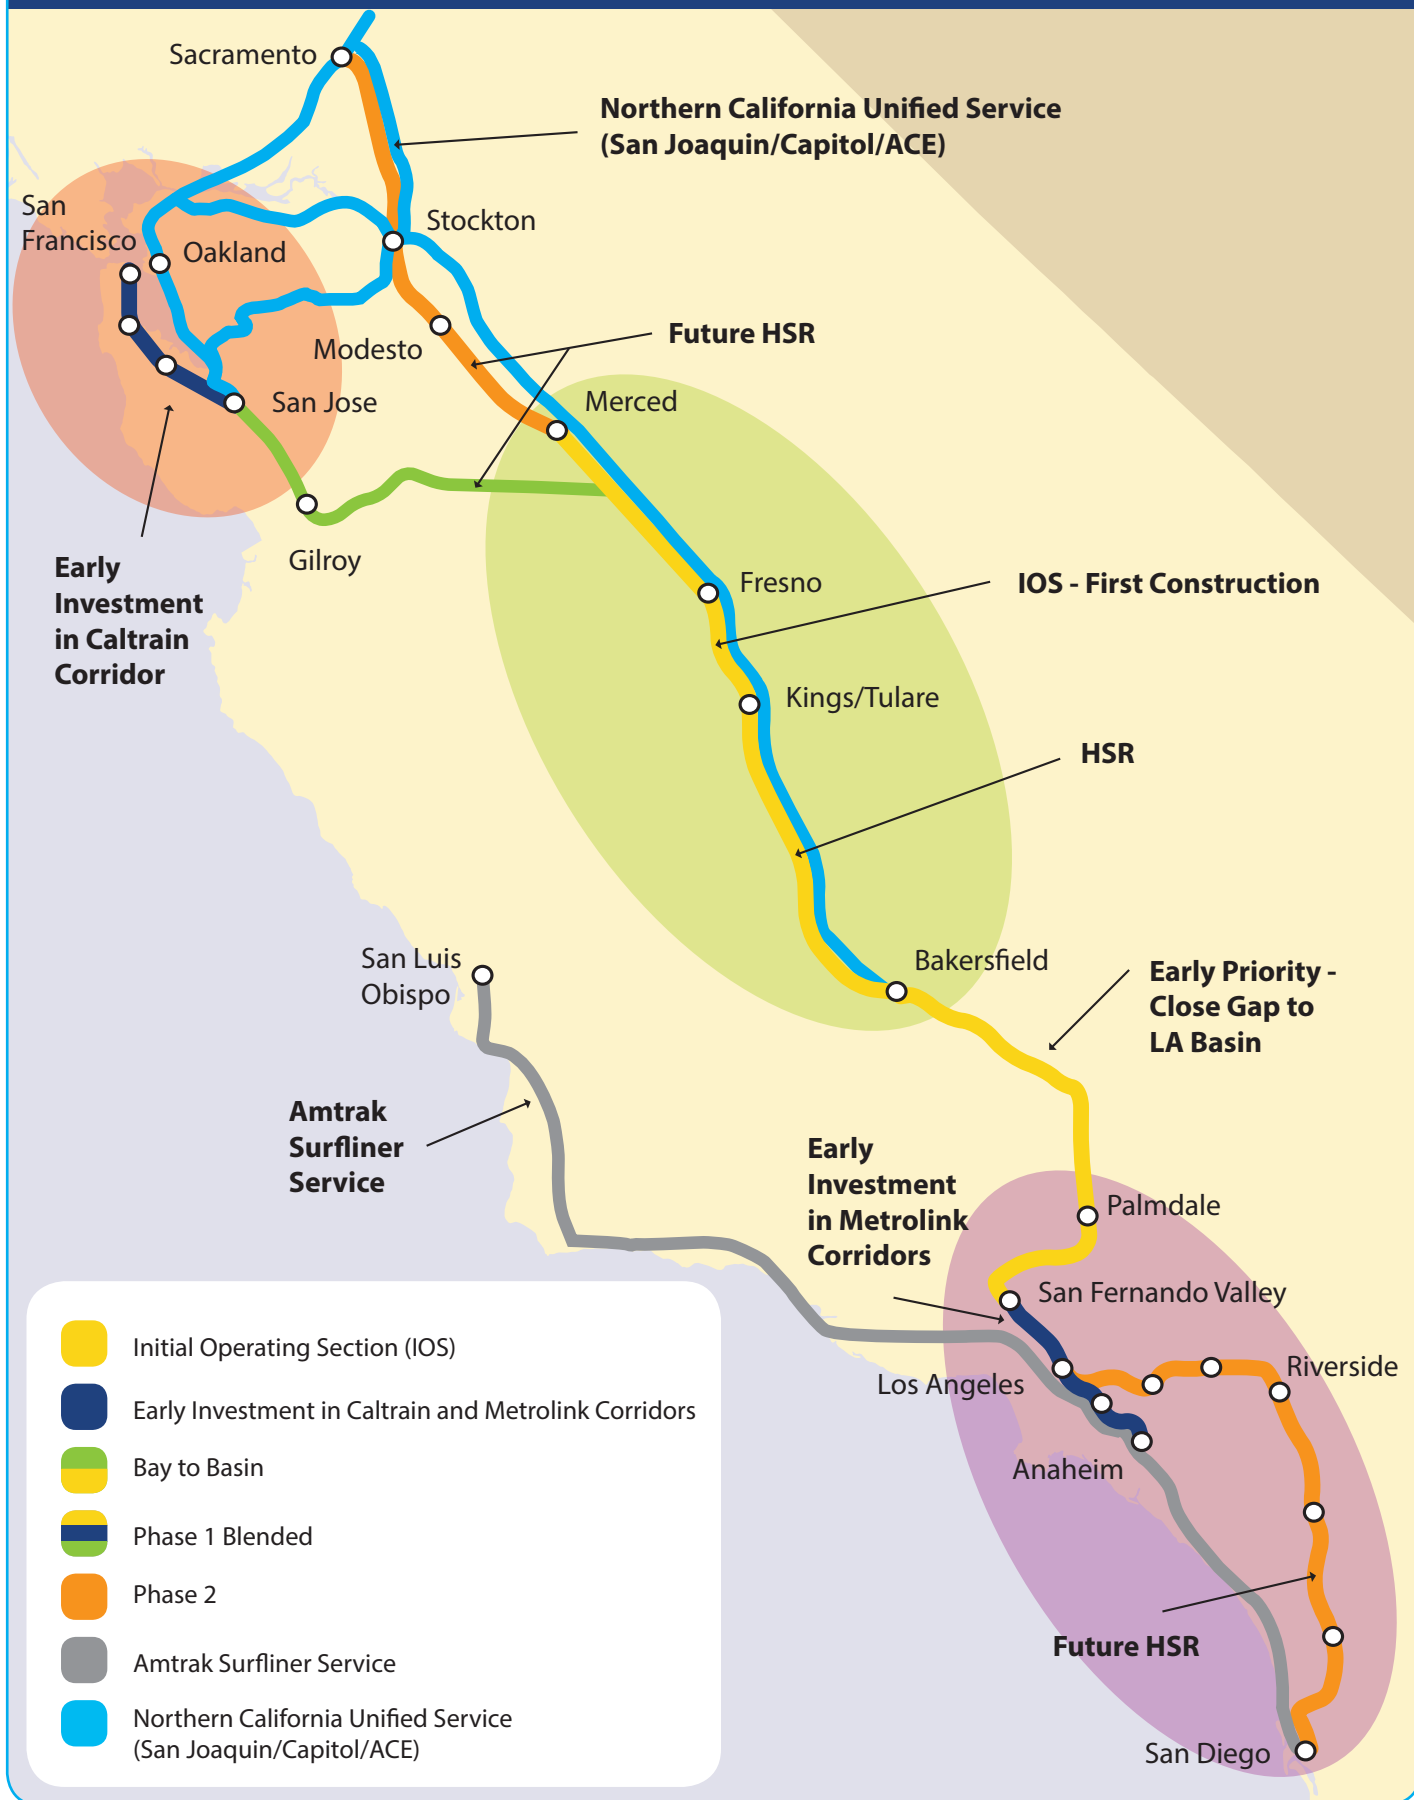 Sacramento
Northern California Unified Service
(San Joaquin/Capitol/ACE)
San
Francisco
Stockton
Oakland
Future HSR
Modesto
Merced
San Jose
Gilroy
Early
Investment
in Caltrain
Corridor
Fresno
IOS - First Construction
Kings/Tulare
HSR
San Luis
Obispo
Bakersfield
Early Priority -
Close Gap to
LA Basin
Amtrak
Surfliner
Service
Early
Investment
in Metrolink
Corridors
Palmdale
San Fernando Valley
Los Angeles
Riverside
Anaheim
Future HSR
San Diego
Initial Operating Section (IOS)
Early Investment in Caltrain and Metrolink Corridors
Bay to Basin
Phase 1 Blended
Phase 2
Amtrak Surfliner Service
Northern California Unified Service
(San Joaquin/Capitol/ACE)